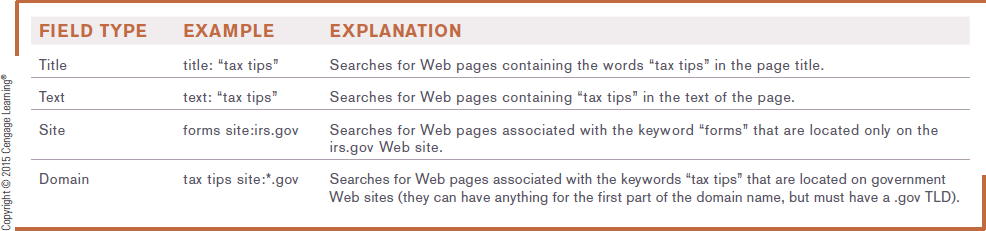 FIELD TYPE EXAMPLE EXPLANATION
Title title: “tax tips” Searches for Web pages containing the words “tax tips” in the page title.
Text text: “tax tips” Searches for Web pages containing “tax tips” in the text of the page.
Site forms site:irs.gov Searches for Web pages associated with the keyword “forms” that are located only on the
irs.gov Web site.
Domain tax tips site:*.gov Searches for Web pages associated with the keywords “tax tips” that are located on government
Web sites (they can have anything for the first part of the domain name, but must have a .gov TLD).
Copyright © 2015 Cengage Learning®